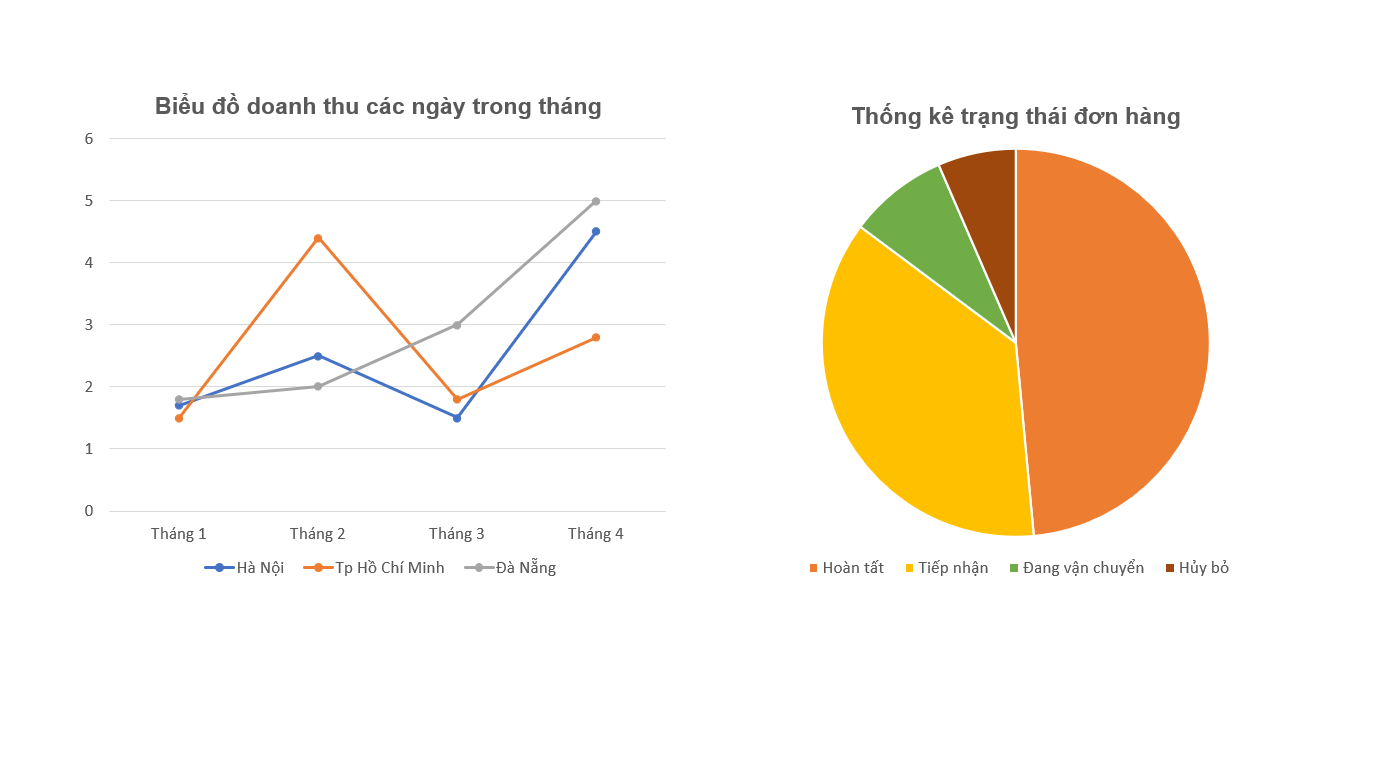 Biểu đồ doanh thu các ngày trong tháng
6
5
4
3
2
1
0
Tháng 1 Tháng 2 Tháng 3 Tháng 4
Hà Nội Tp Hồ Chí Minh Đà Nẵng
Thống kê trạng thái đơn hàng
Hoàn tất Tiếp nhận Đang vận chuyển Hủy bỏ